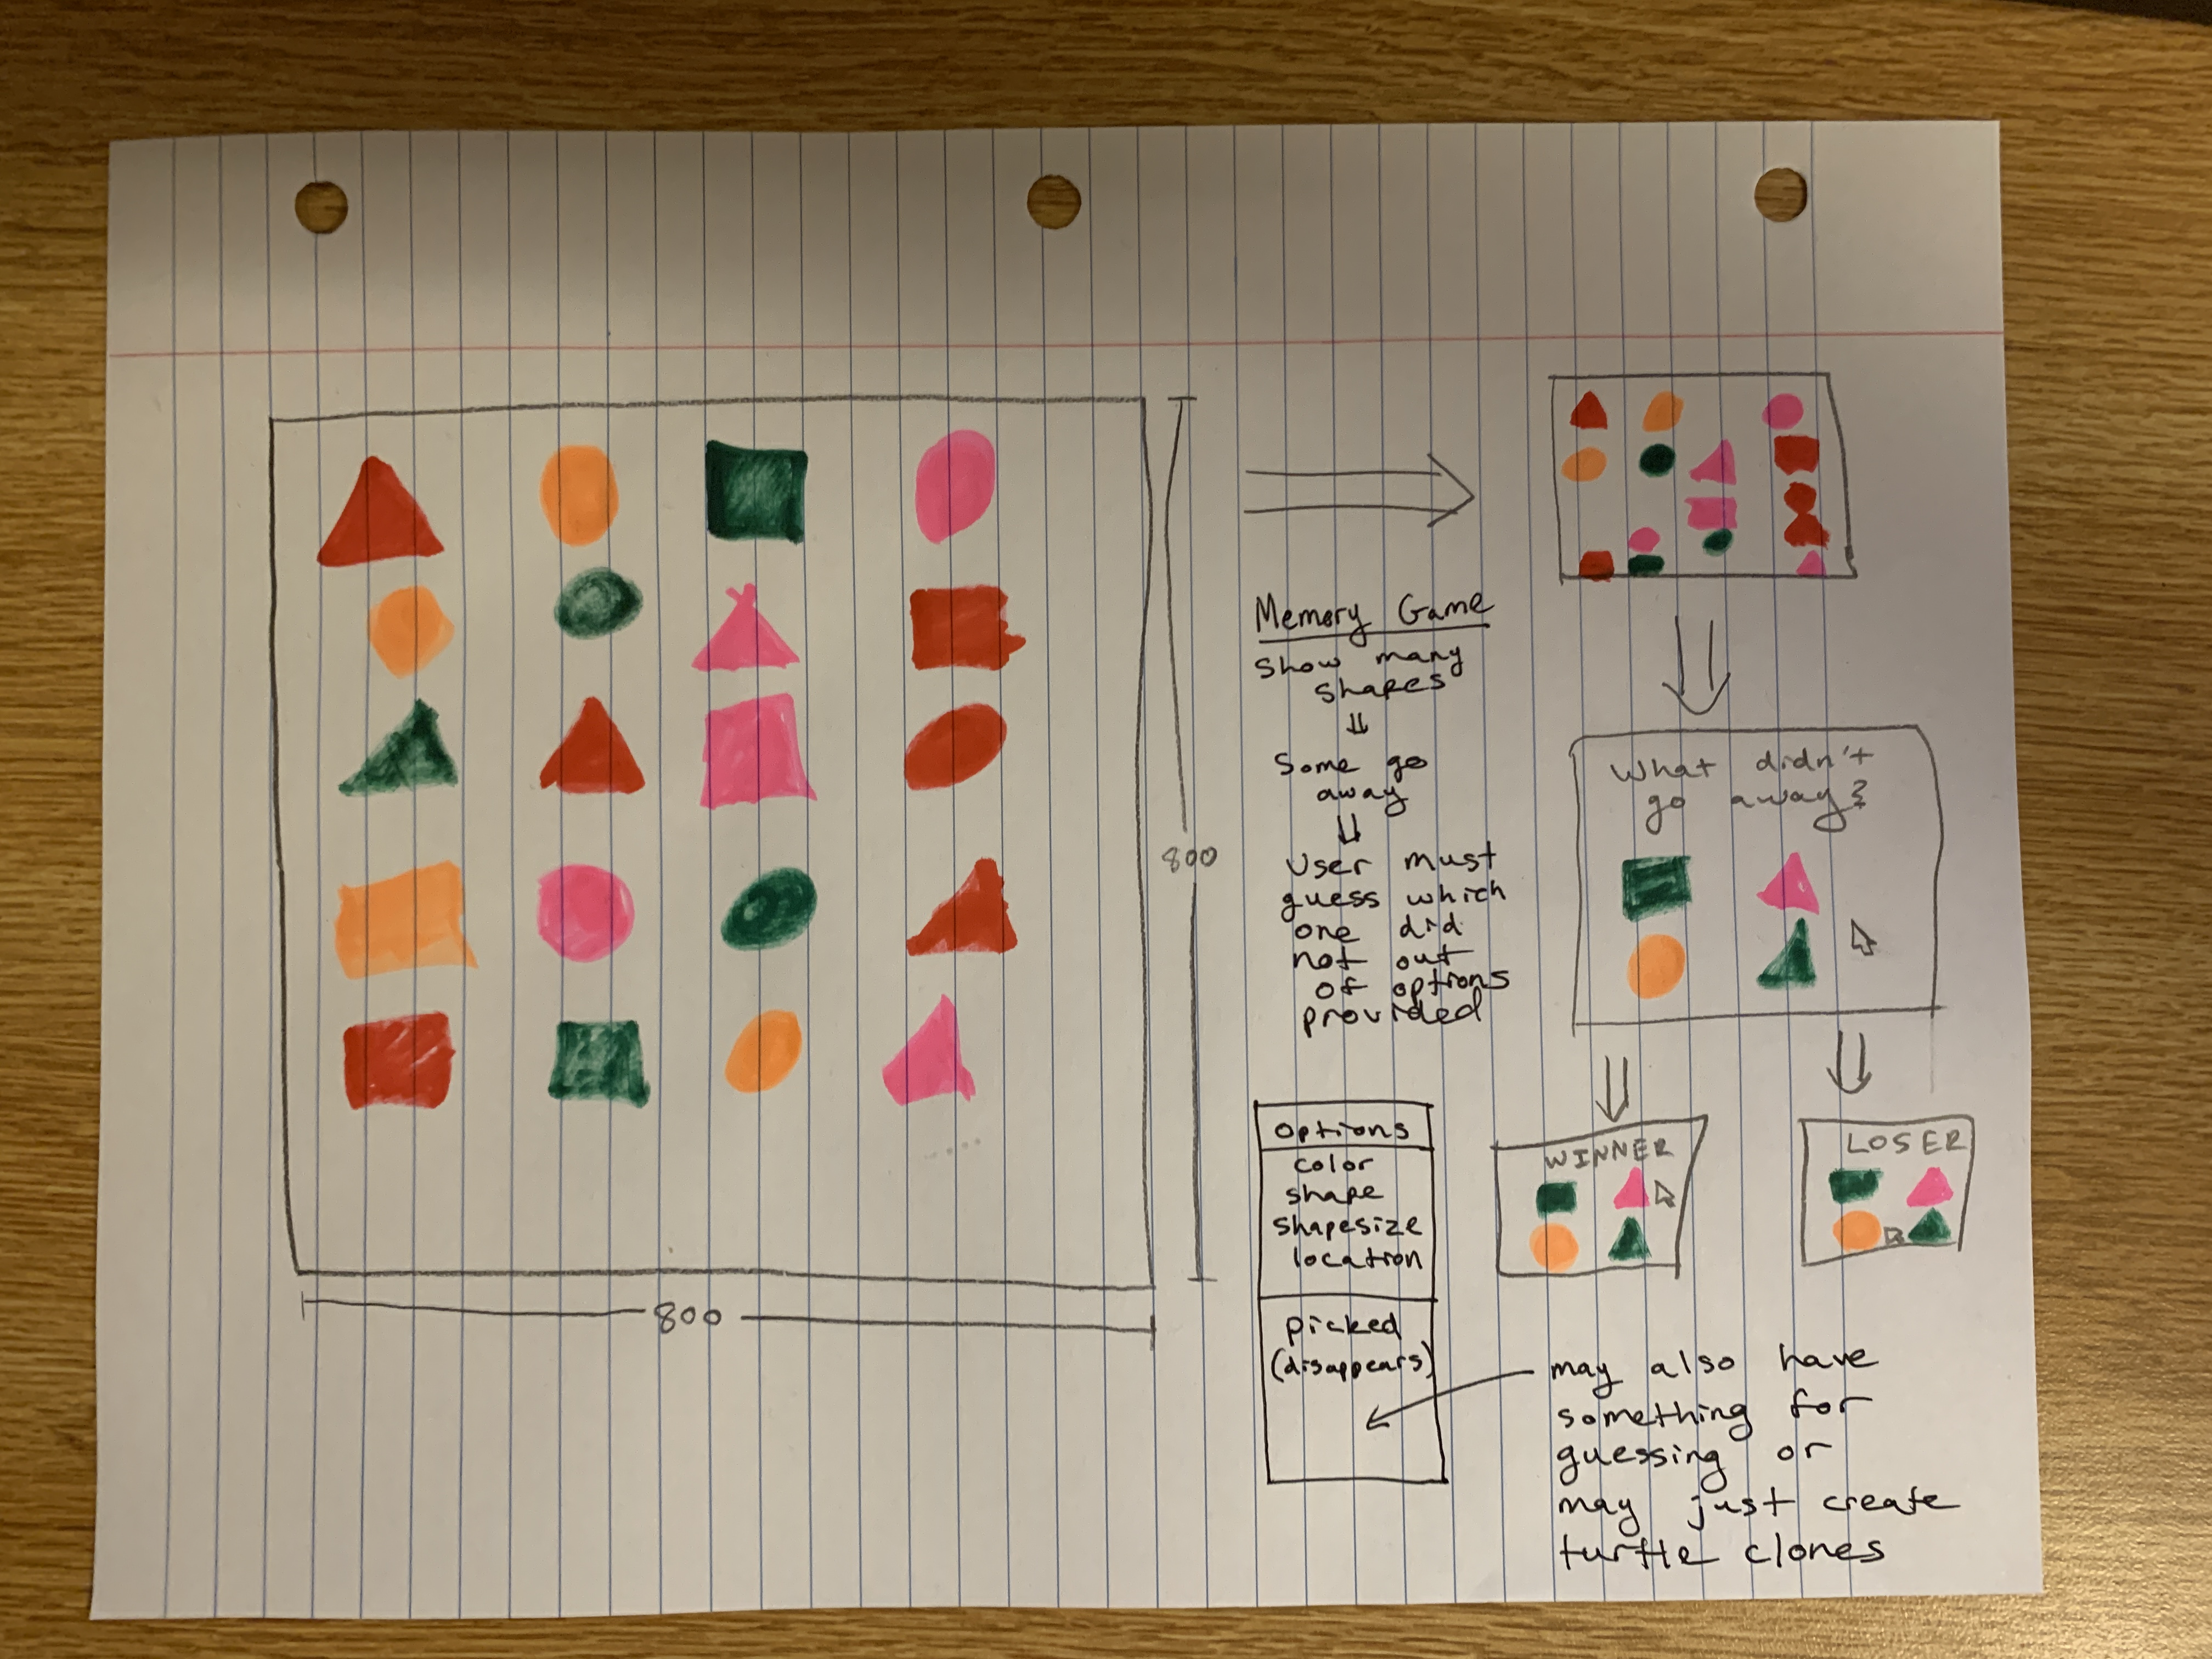 800
800
Memory Game
Show many
shapes
⇓
Some go
away
⇓
User must
guess which
one did
not out
of options
provided
Options
color
shape
shapesize
location
picked
(disappears)
What didn't
go away?
WINNER
LOSER
may also have
something for
guessing or
may just create
turtle clones